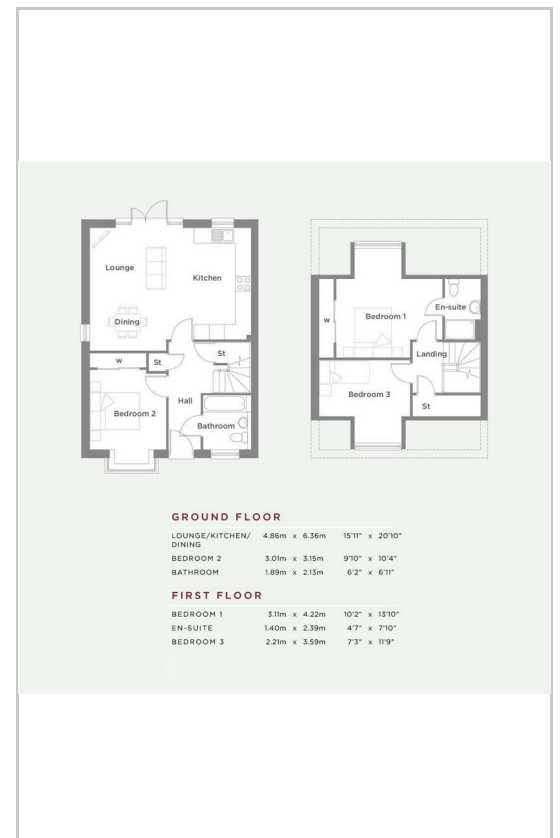 Lounge
Kitchen
Dining
W
St
St
Hall
Bedroom 2
Bathroom
W
Bedroom 1
En-suite
Landing
Bedroom 3
St
GROUND FLOOR
LOUNGE/KITCHEN/ 4.86m x 6.36m 15'11" x 20'10"
DINING
BEDROOM 2 3.01m x 3.15m 9'10" x 10'4"
BATHROOM 1.89m x 2.13m 6'2" x 6'11"
FIRST FLOOR
BEDROOM 1 3.11m x 4.22m 10'2" x 13'10"
EN-SUITE 1.40m x 2.39m 4'7" x 7'10"
BEDROOM 3 2.21m x 3.59m 7'3" x 11'9"